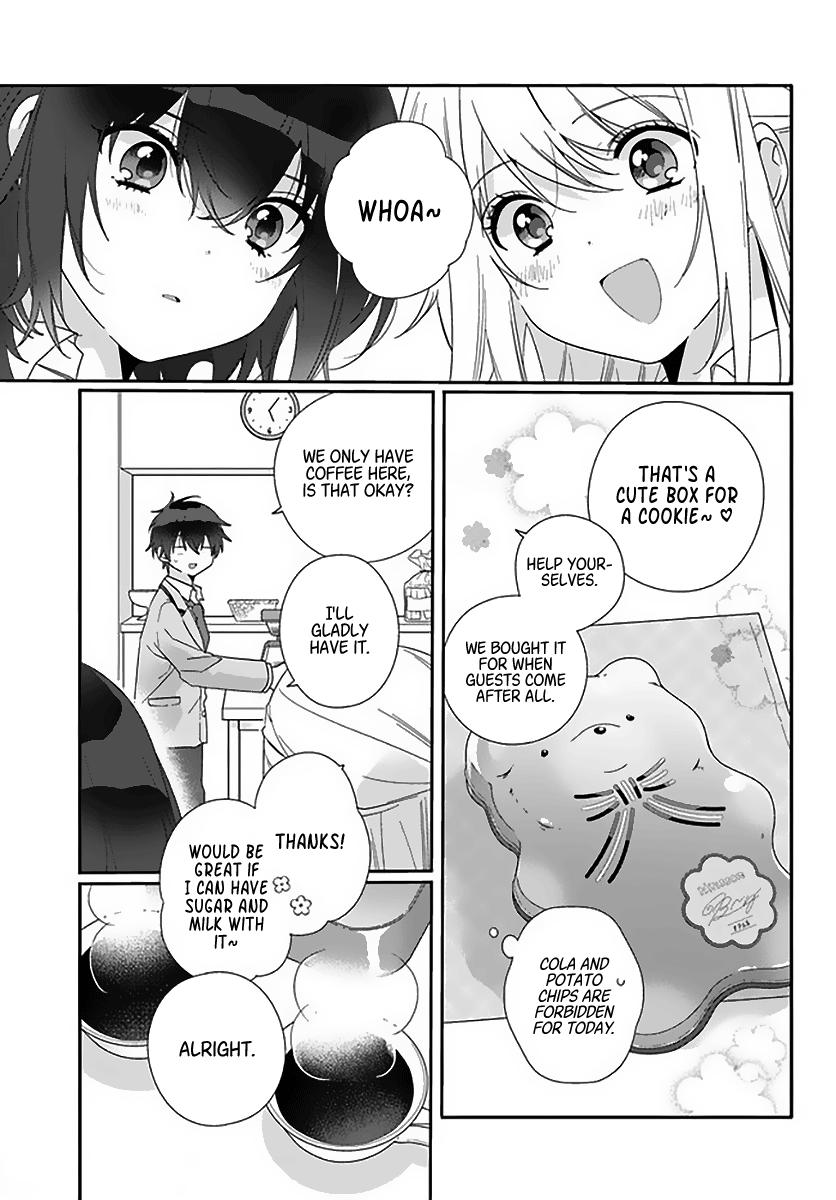 WHOA~
THAT'S A
CUTE BOX FOR
A COOKIE~ ♡
HELP YOUR-
SELVES.
WE BOUGHT IT
FOR WHEN
GUESTS COME
AFTER ALL.
COLA AND
POTATO
CHIPS ARE
FORBIDDEN
FOR TODAY.
WE ONLY HAVE
COFFEE HERE,
IS THAT OKAY?
I'LL
GLADLY
HAVE IT.
THANKS!
WOULD BE
GREAT IF
I CAN HAVE
SUGAR AND
MILK WITH
IT~
ALRIGHT.